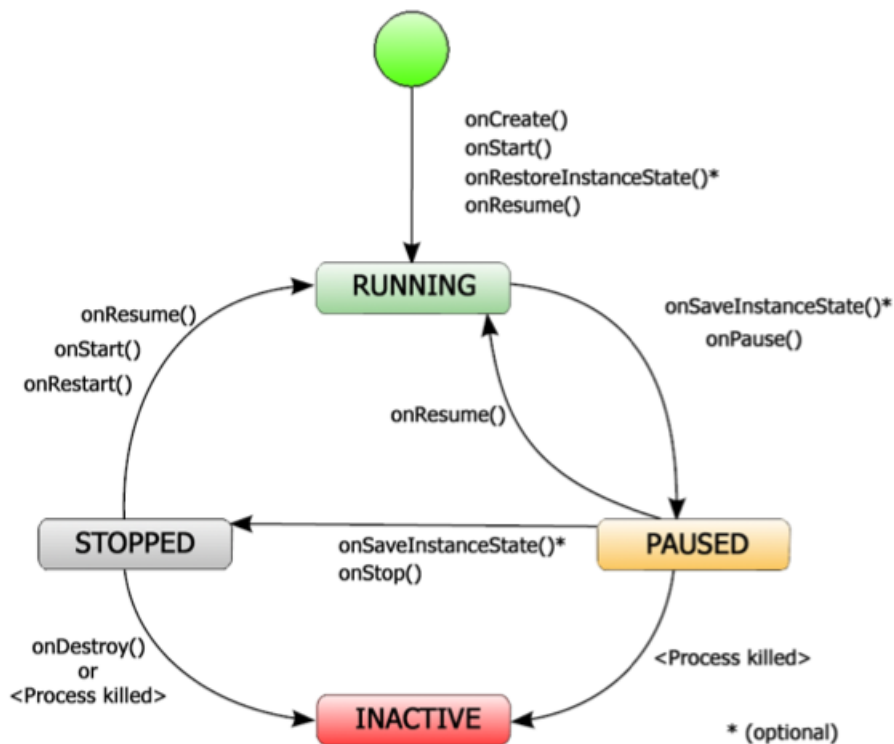 onCreate()
onStart()
onRestoreInstanceState()*
onResume()
RUNNING
onResume()
onStart()
onRestart()
onSaveInstanceState()*
onPause()
onResume()
STOPPED
onSaveInstanceState()*
onStop()
PAUSED
onDestroy()
or
<Process killed>
<Process killed>
INACTIVE
* (optional)